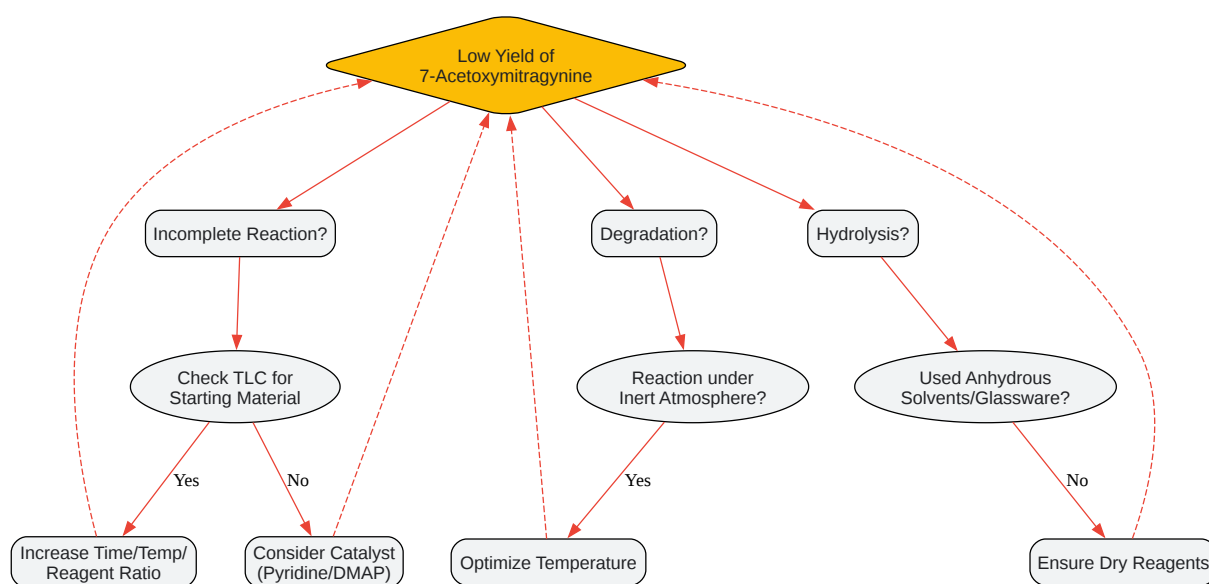 Low Yield of
7-Acetoxymitragynine
Incomplete Reaction?
Degradation?
Hydrolysis?
Check TLC for
Starting Material
Reaction under
Inert Atmosphere?
Used Anhydrous
Solvents/Glassware?
Yes
No
Yes
No
Increase Time/Temp/
Reagent Ratio
Consider Catalyst
(Pyridine/DMAP)
Optimize Temperature
Ensure Dry Reagents